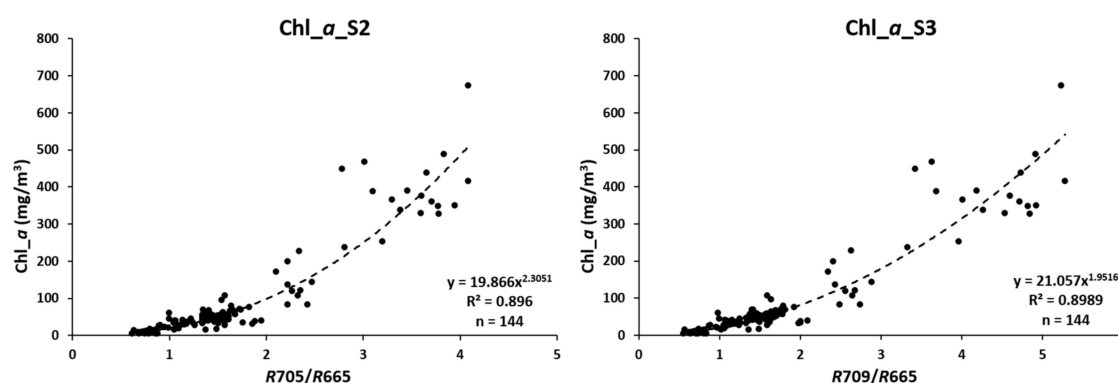 Chl_a_S2
800
700
600
500
400
300
200
100
0
Chl_a (mg/m³)
0 1 2 3 4 5
R705/R665
y = 19.866x^2.3051
R² = 0.896
n = 144
Chl_a_S3
800
700
600
500
400
300
200
100
0
Chl_a (mg/m³)
0 1 2 3 4 5
R709/R665
y = 21.057x^1.9516
R² = 0.8989
n = 144